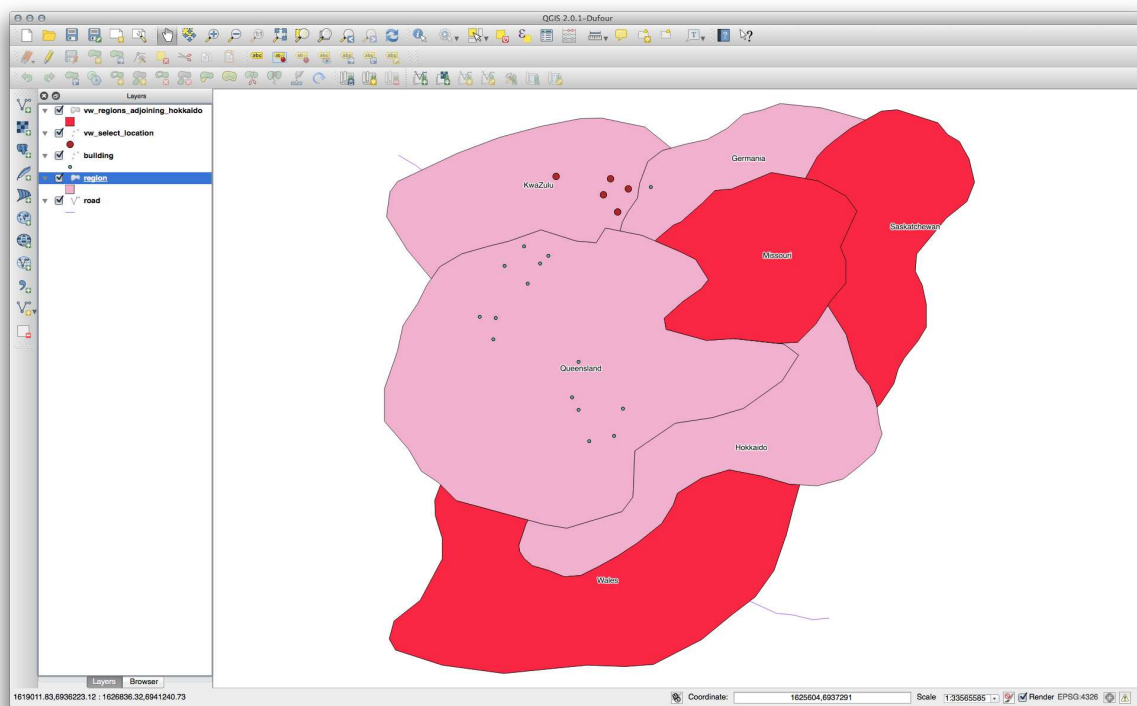 QGIS 2.0.1-Dufour
Layers
vw_regions_adjoining_hokkaido
vw_select_location
building
region
road
Germania
KwaZulu
Saskatchewan
Missouri
Queensland
Hokkaido
Wales
Layers Browser
1619011.83,6936223.12 : 1626836.32,6941240.73 Coordinate: 1625604,6937291 Scale 1:33565585 Render EPSG:4326